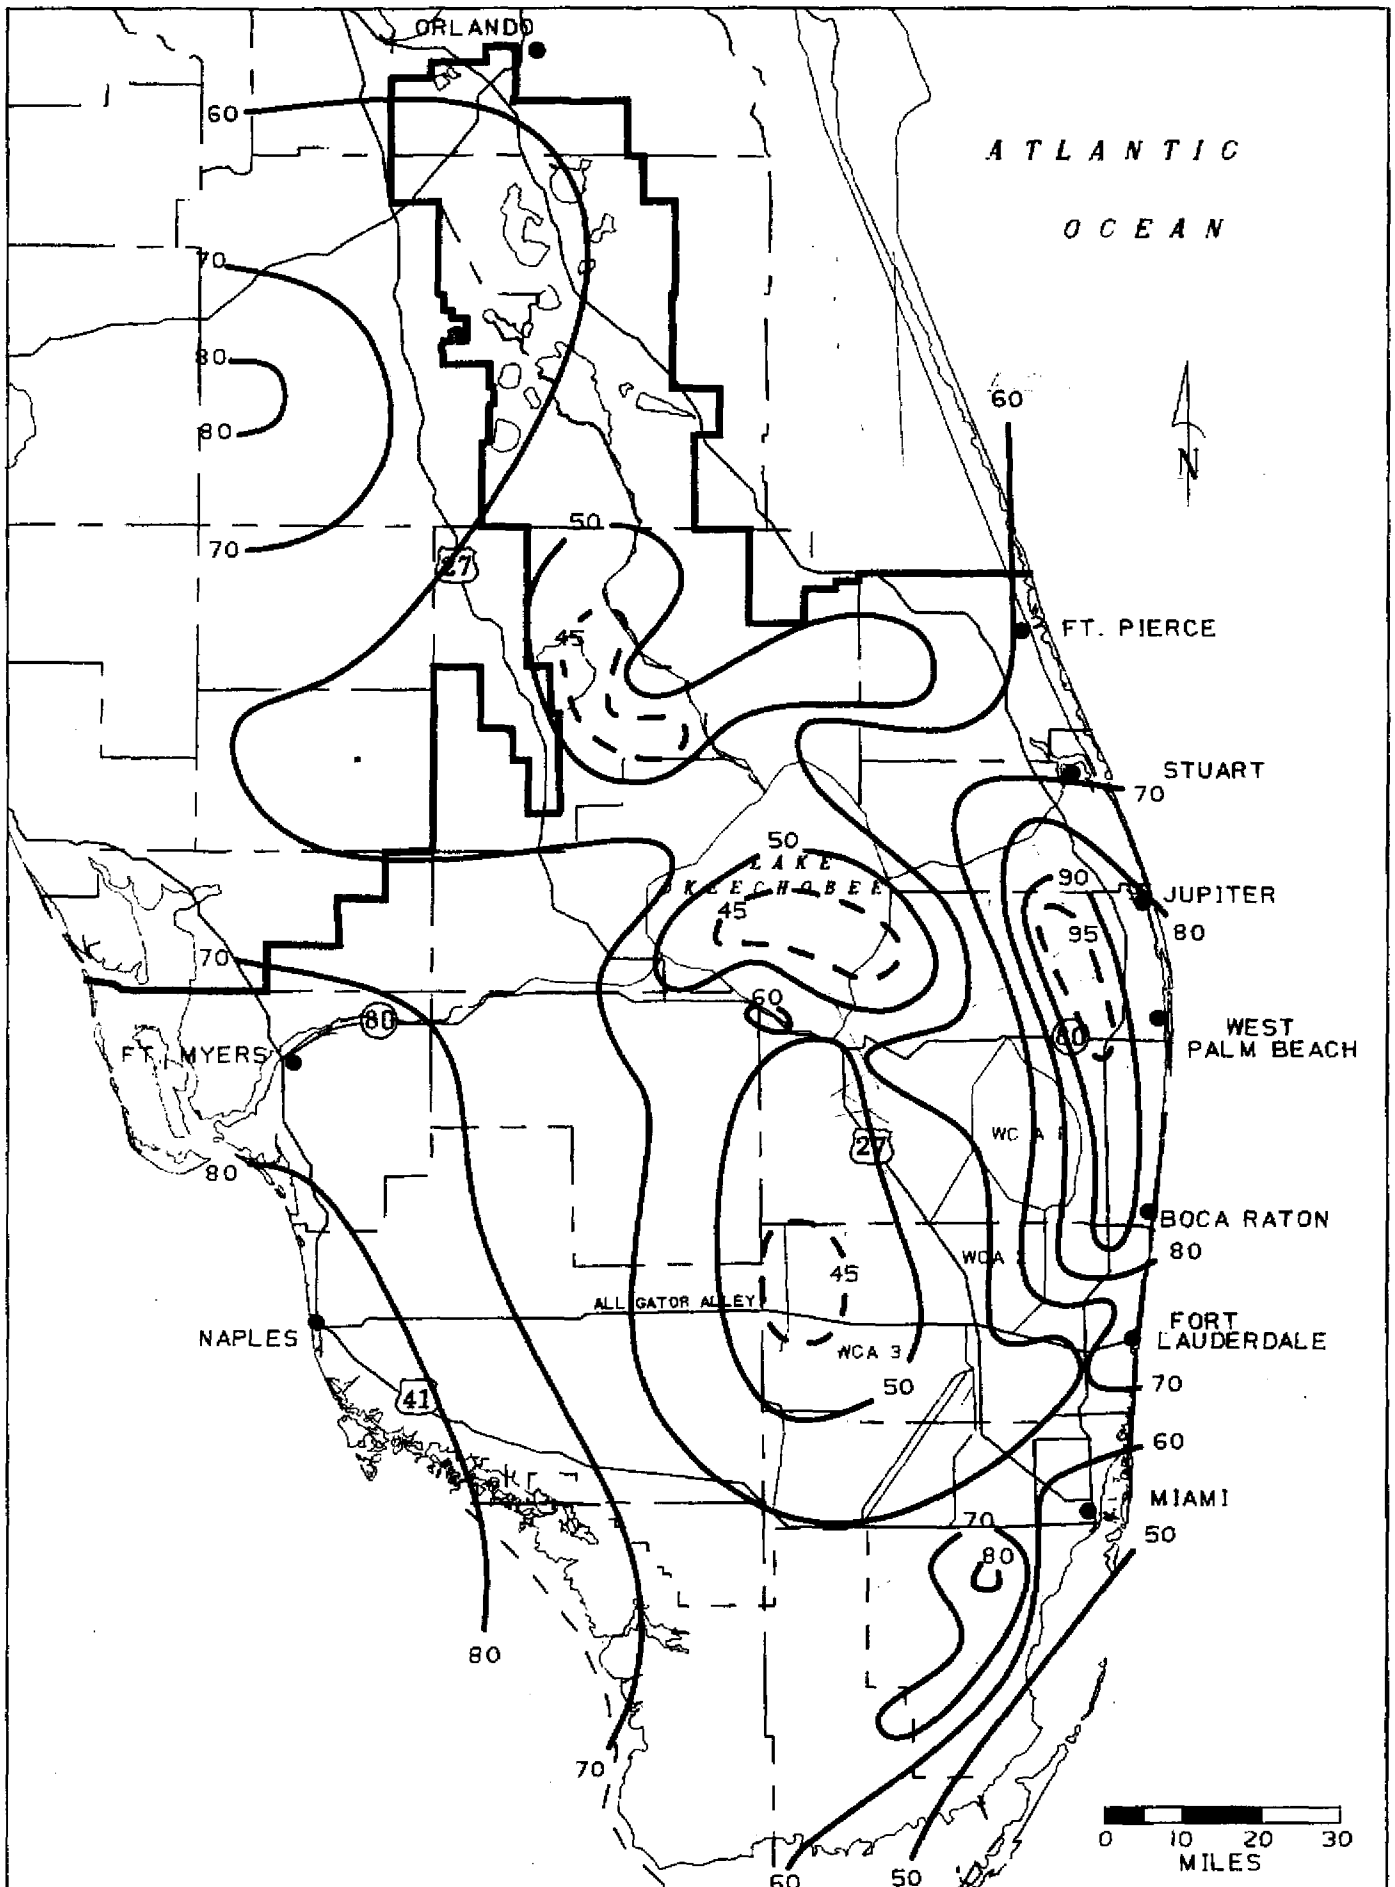 ORLANDO
60
ATLANTIC
OCEAN
70
80
60
80
N
50
70
27
FT. PIERCE
45
STUART
70
50
LAKE
OKEECHOBEE
90
JUPITER
45
95
80
70
60
80
WEST
PALM BEACH
80
FT. MYERS
WCA 1
27
80
BOCA RATON
80
WCA
45
ALLIGATOR ALLEY
FORT
LAUDERDALE
NAPLES
WCA 3
70
50
41
60
MIAMI
70
50
80
80
70
0 10 20 30
MILES
60
50